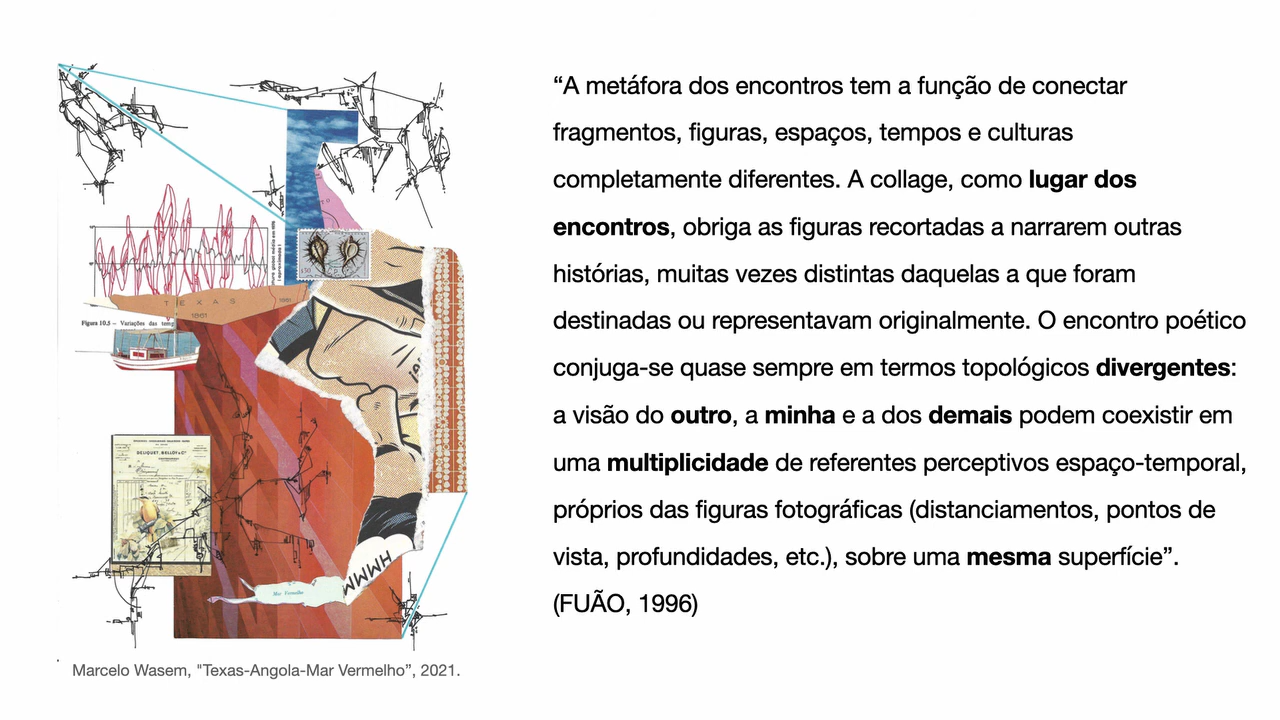 “A metáfora dos encontros tem a função de conectar
fragmentos, figuras, espaços, tempos e culturas
completamente diferentes. A collage, como lugar dos
encontros, obriga as figuras recortadas a narrarem outras
histórias, muitas vezes distintas daquelas a que foram
destinadas ou representavam originalmente. O encontro poético
conjuga-se quase sempre em termos topológicos divergentes:
a visão do outro, a minha e a dos demais podem coexistir em
uma multiplicidade de referentes perceptivos espaço-temporal,
próprios das figuras fotográficas (distanciamentos, pontos de
vista, profundidades, etc.), sobre uma mesma superfície”.
(FUÃO, 1996)
TEXAS
1861
Figura 10.5 – Variações das temp
HMMM
Mar Vermelho
Marcelo Wasem, "Texas-Angola-Mar Vermelho”, 2021.